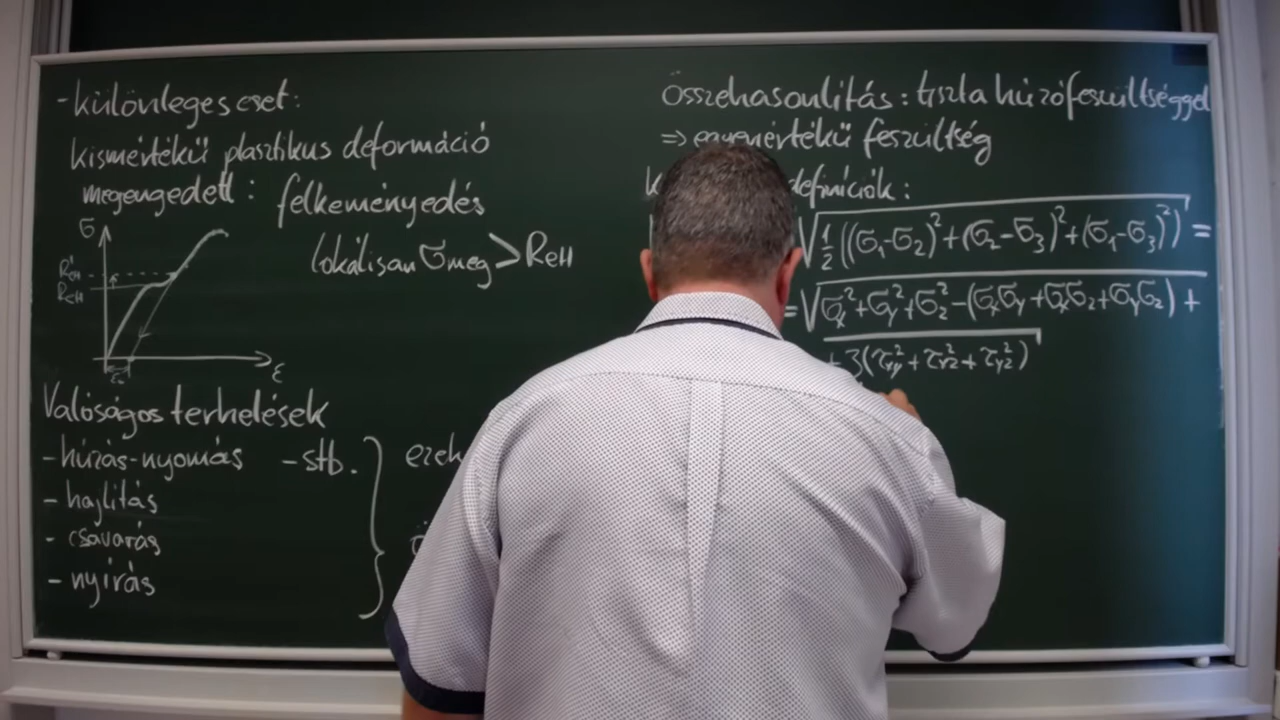 -különleges eset:
kismértékű plasztikus deformáció
megengedett: felkeményedés
lokálisan σmeg>ReH
σ
R'eH
ReH
ε
Valóságos terhelések
-húzás-nyomás -stb.
- hajlítás
- csavarás
- nyírás
ezek
összehasonlítás: tiszta húzófeszültséggel
=> egyenértékű feszültség
definíciók:
√(1/2((σ₁-σ₂)²+(σ₂-σ₃)²+(σ₁-σ₃)²)) =
=√(σx²+σy²+σz²-(σxσy+σxσz+σyσz)+
+3(τxy²+τxz²+τyz²))